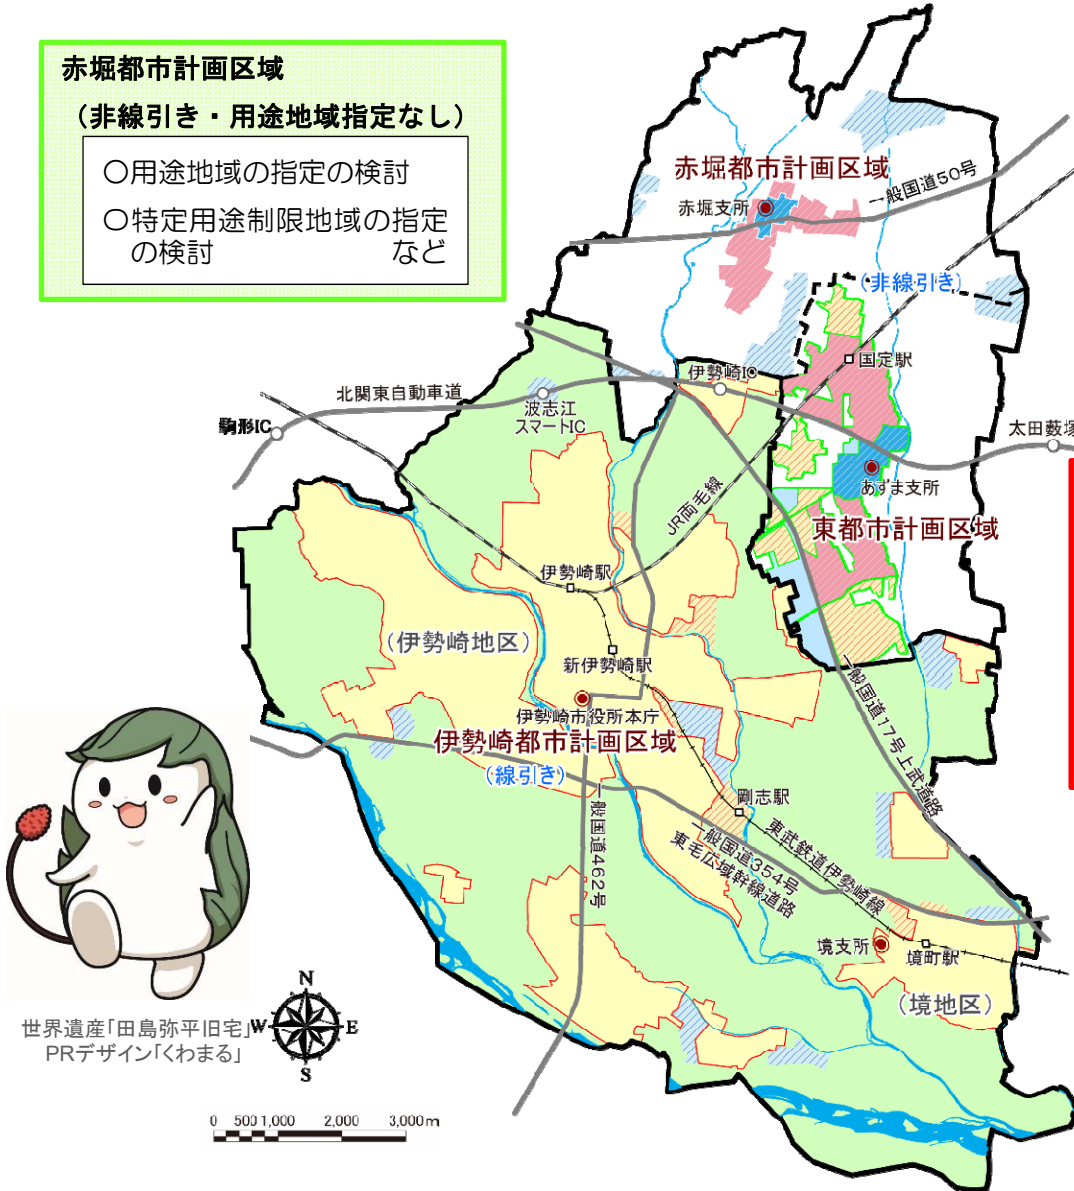 赤堀都市計画区域
（非線引き・用途地域指定なし）
○用途地域の指定の検討
○特定用途制限地域の指定
の検討　　　　　　　など
赤堀都市計画区域
一般国道50号
赤堀支所
（非線引き）
国定駅
伊勢崎IC
北関東自動車道
波志江
スマートIC
駒形IC
太田藪塚
あずま支所
JR両毛線
東都市計画区域
伊勢崎駅
（伊勢崎地区）
新伊勢崎駅
一般国道17号上武道路
伊勢崎市役所本庁
伊勢崎都市計画区域
（線引き）
剛志駅
一般国道462号
一般国道354号
東毛広域幹線道路
東武鉄道伊勢崎線
境支所
境町駅
（境地区）
世界遺産「田島弥平旧宅」
PRデザイン「くわまる」
N
W
E
S
0 500 1,000 2,000 3,000m